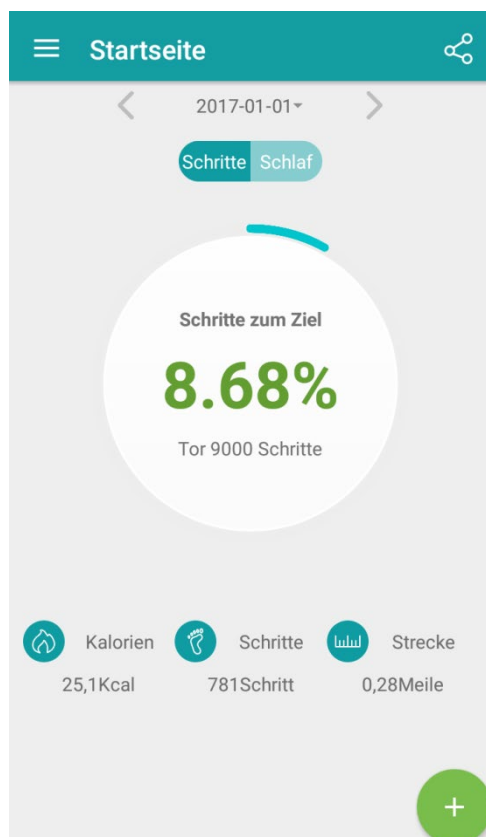 Startseite
2017-01-01
Schritte Schlaf
Schritte zum Ziel
8.68%
Tor 9000 Schritte
Kalorien Schritte Strecke
25,1Kcal 781Schritt 0,28Meile